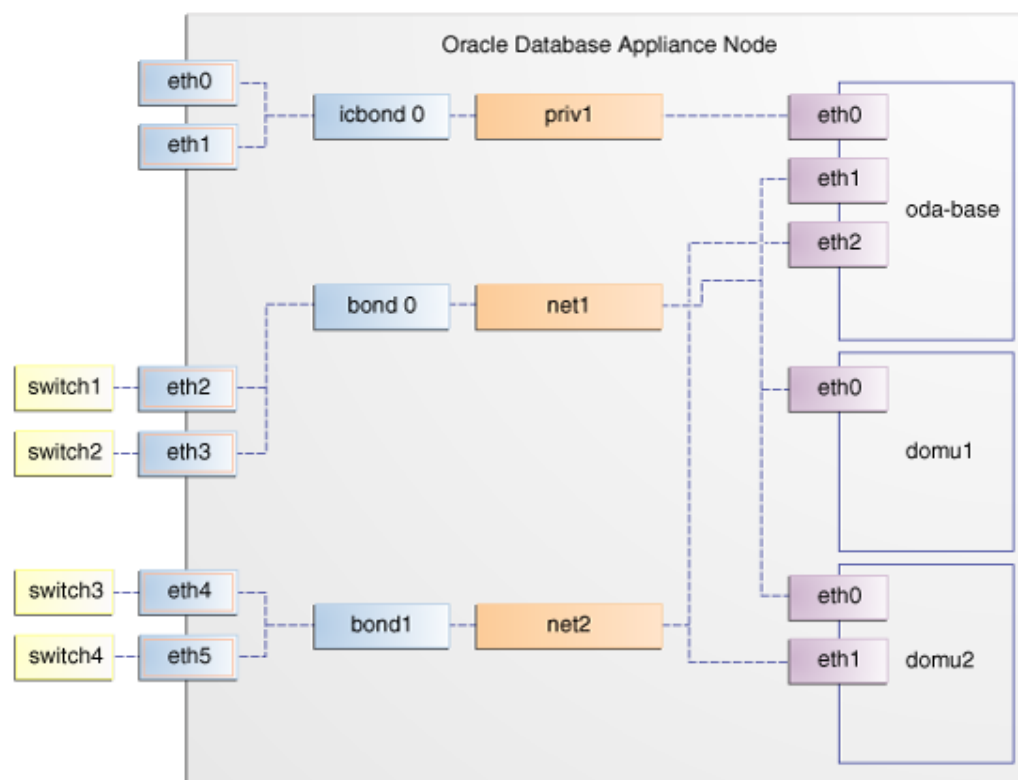 Oracle Database Appliance Node
eth0
icbond 0
priv1
eth0
eth1
eth1
oda-base
eth2
bond 0
net1
switch1
eth2
eth0
switch2
eth3
domu1
switch3
eth4
eth0
bond1
net2
switch4
eth5
eth1
domu2